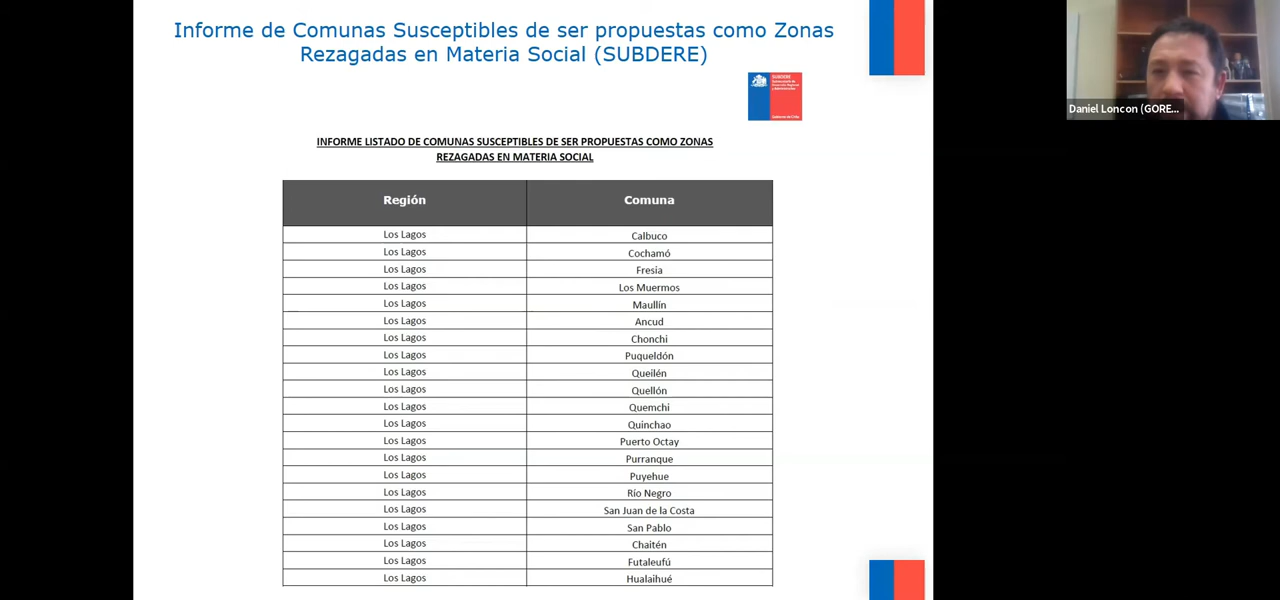 Informe de Comunas Susceptibles de ser propuestas como Zonas
Rezagadas en Materia Social (SUBDERE)
SUBDERE
Gobierno de Chile
INFORME LISTADO DE COMUNAS SUSCEPTIBLES DE SER PROPUESTAS COMO ZONAS
REZAGADAS EN MATERIA SOCIAL
Región Comuna
Los Lagos Calbuco
Los Lagos Cochamó
Los Lagos Fresia
Los Lagos Los Muermos
Los Lagos Maullín
Los Lagos Ancud
Los Lagos Chonchi
Los Lagos Puqueldón
Los Lagos Queilén
Los Lagos Quellón
Los Lagos Quemchi
Los Lagos Quinchao
Los Lagos Puerto Octay
Los Lagos Purranque
Los Lagos Puyehue
Los Lagos Río Negro
Los Lagos San Juan de la Costa
Los Lagos San Pablo
Los Lagos Chaitén
Los Lagos Futaleufú
Los Lagos Hualaihué
Daniel Loncon (GORE...